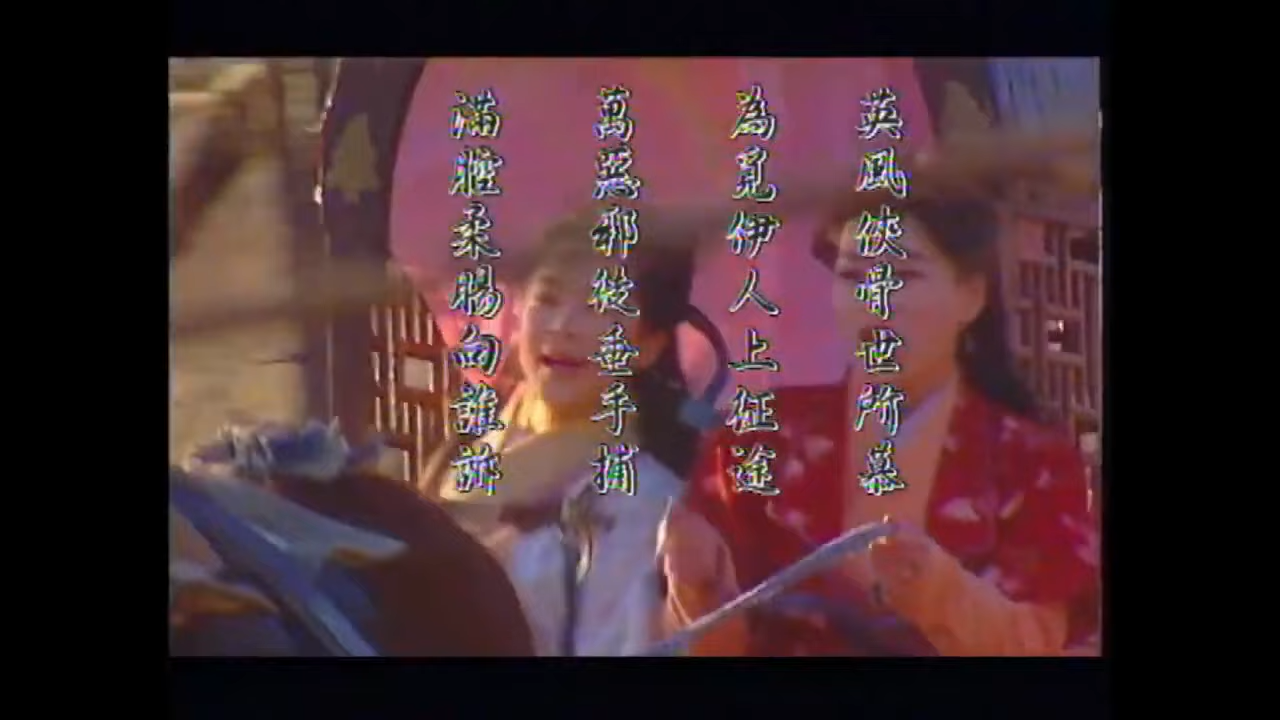 英風俠骨世所慕
為覓伊人上征途
萬惡邪徒垂手捕
滿腔柔腸向誰訴